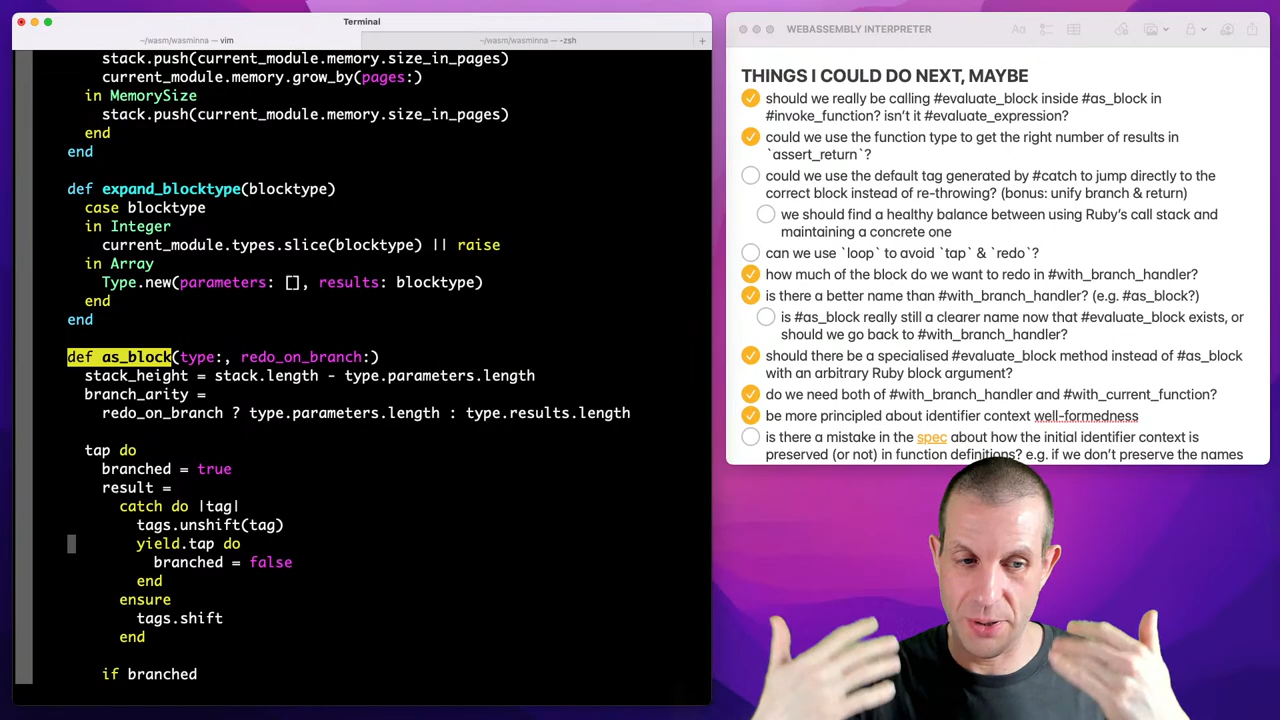 Terminal
~/wasm/wasminna — vim
~/wasm/wasminna — -zsh
+
stack.push(current_module.memory.size_in_pages)
current_module.memory.grow_by(pages:)
in MemorySize
stack.push(current_module.memory.size_in_pages)
end
end
def expand_blocktype(blocktype)
case blocktype
in Integer
current_module.types.slice(blocktype) || raise
in Array
Type.new(parameters: [], results: blocktype)
end
end
def as_block(type:, redo_on_branch:)
stack_height = stack.length - type.parameters.length
branch_arity =
redo_on_branch ? type.parameters.length : type.results.length
tap do
branched = true
result =
catch do |tag|
tags.unshift(tag)
yield.tap do
branched = false
end
ensure
tags.shift
end
if branched
WEBASSEMBLY INTERPRETER
Aa
THINGS I COULD DO NEXT, MAYBE
should we really be calling #evaluate_block inside #as_block in
#invoke_function? isn't it #evaluate_expression?
could we use the function type to get the right number of results in
`assert_return`?
could we use the default tag generated by #catch to jump directly to the
correct block instead of re-throwing? (bonus: unify branch & return)
we should find a healthy balance between using Ruby's call stack and
maintaining a concrete one
can we use `loop` to avoid `tap` & `redo`?
how much of the block do we want to redo in #with_branch_handler?
is there a better name than #with_branch_handler? (e.g. #as_block?)
is #as_block really still a clearer name now that #evaluate_block exists, or
should we go back to #with_branch_handler?
should there be a specialised #evaluate_block method instead of #as_block
with an arbitrary Ruby block argument?
do we need both of #with_branch_handler and #with_current_function?
be more principled about identifier context well-formedness
is there a mistake in the spec about how the initial identifier context is
preserved (or not) in function definitions? e.g. if we don't preserve the names